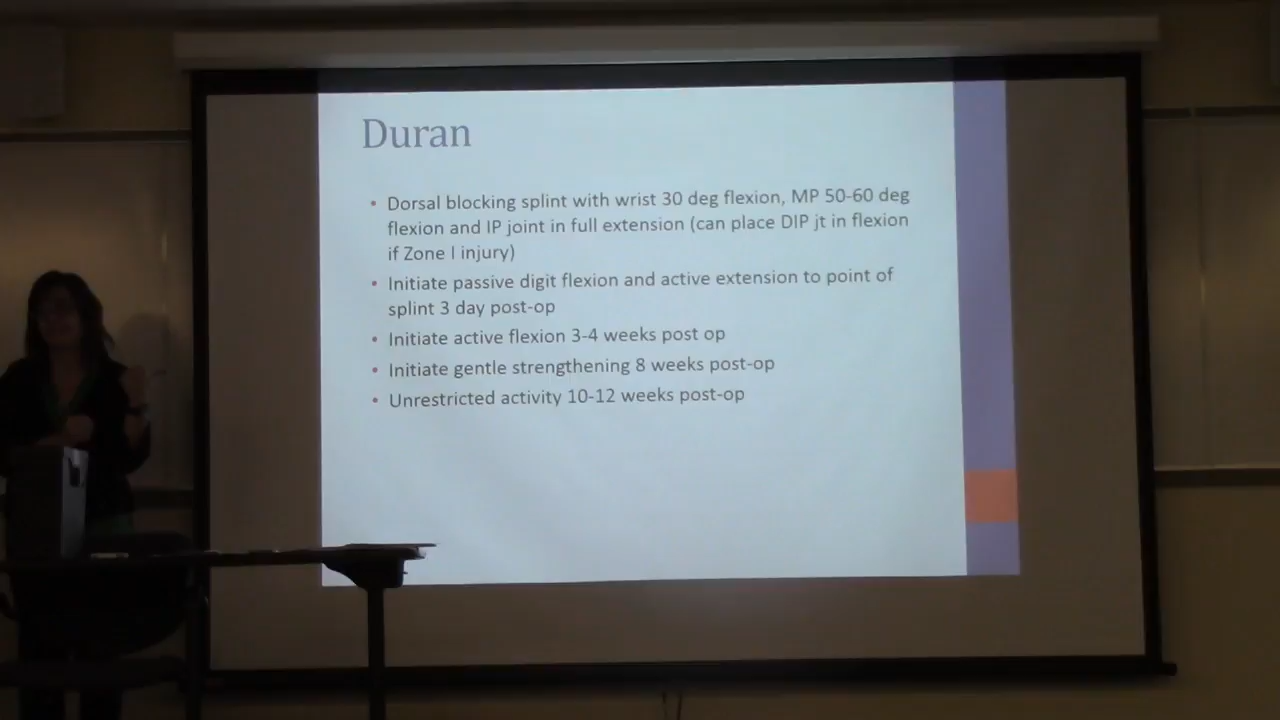 Duran
• Dorsal blocking splint with wrist 30 deg flexion, MP 50-60 deg
flexion and IP joint in full extension (can place DIP jt in flexion
if Zone I injury)
• Initiate passive digit flexion and active extension to point of
splint 3 day post-op
• Initiate active flexion 3-4 weeks post op
• Initiate gentle strengthening 8 weeks post-op
• Unrestricted activity 10-12 weeks post-op